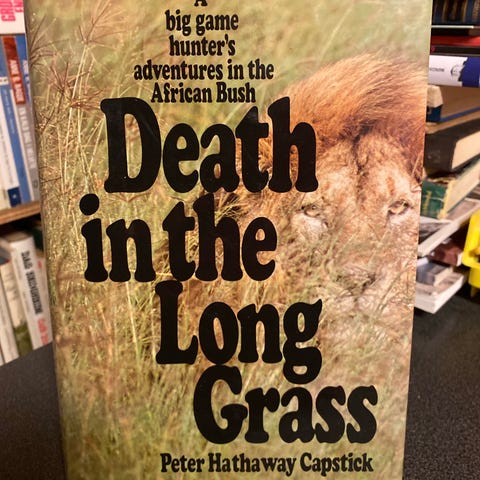 A
big game
hunter's
adventures in the
African Bush
Death
in the
Long
Grass
Peter Hathaway Capstick